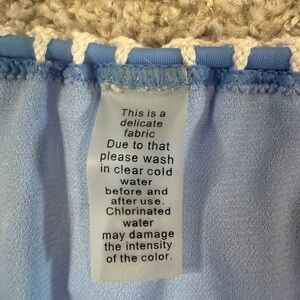 This is a
delicate
fabric
Due to that
please wash
in clear cold
water
before and
after use.
Chlorinated
water
may damage
the intensity
of the color.